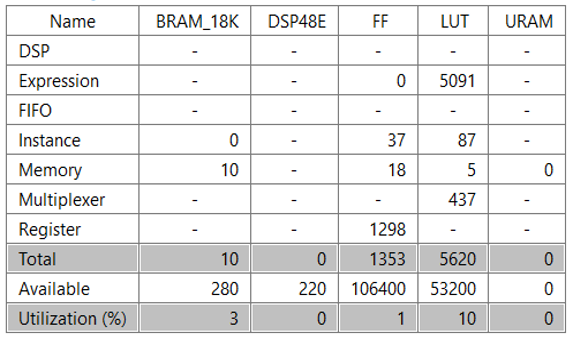 Name BRAM_18K DSP48E FF LUT URAM
DSP - - - - -
Expression - - 0 5091 -
FIFO - - - - -
Instance 0 - 37 87 -
Memory 10 - 18 5 0
Multiplexer - - - 437 -
Register - - 1298 - -
Total 10 0 1353 5620 0
Available 280 220 106400 53200 0
Utilization (%) 3 0 1 10 0